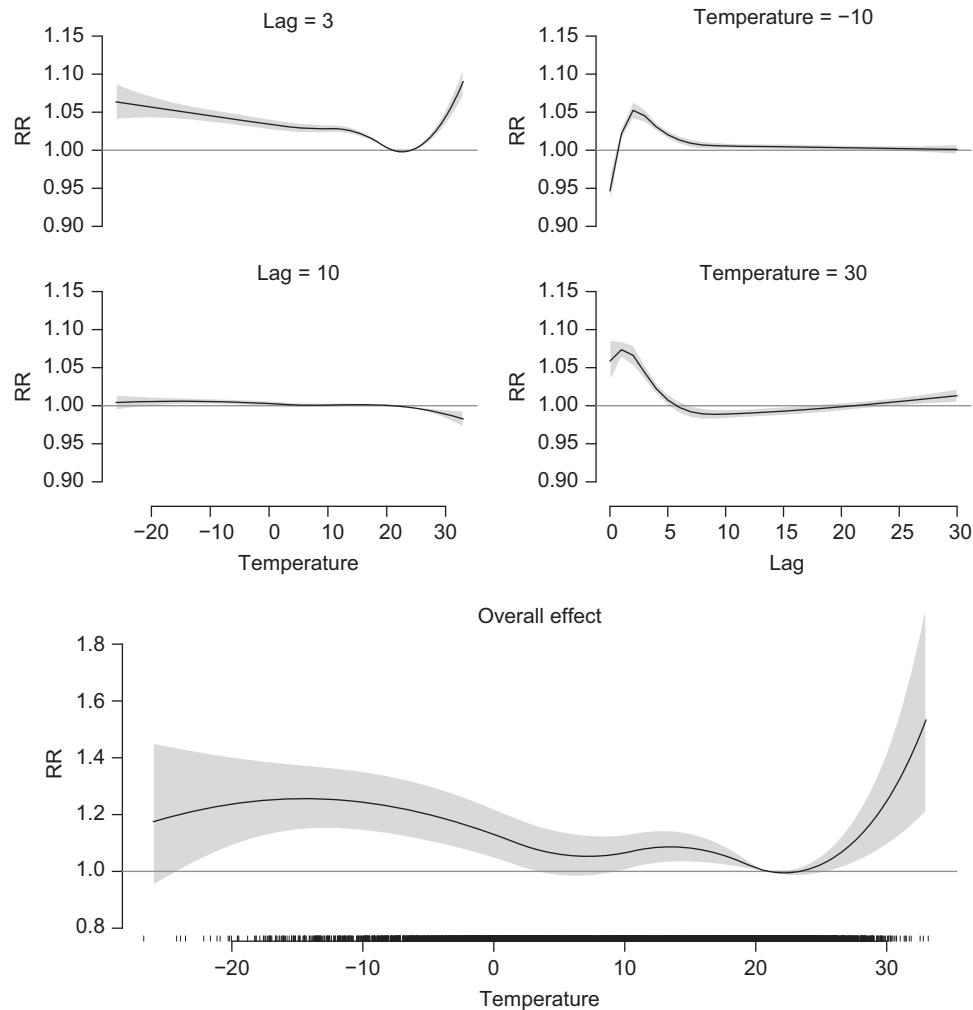 Lag = 3
1.15
1.10
1.05
1.00
0.95
0.90
RR
Temperature = −10
1.15
1.10
1.05
1.00
0.95
0.90
RR
Lag = 10
1.15
1.10
1.05
1.00
0.95
0.90
RR
−20 −10 0 10 20 30
Temperature
Temperature = 30
1.15
1.10
1.05
1.00
0.95
0.90
RR
0 5 10 15 20 25 30
Lag
Overall effect
1.8
1.6
1.4
1.2
1.0
0.8
RR
−20 −10 0 10 20 30
Temperature